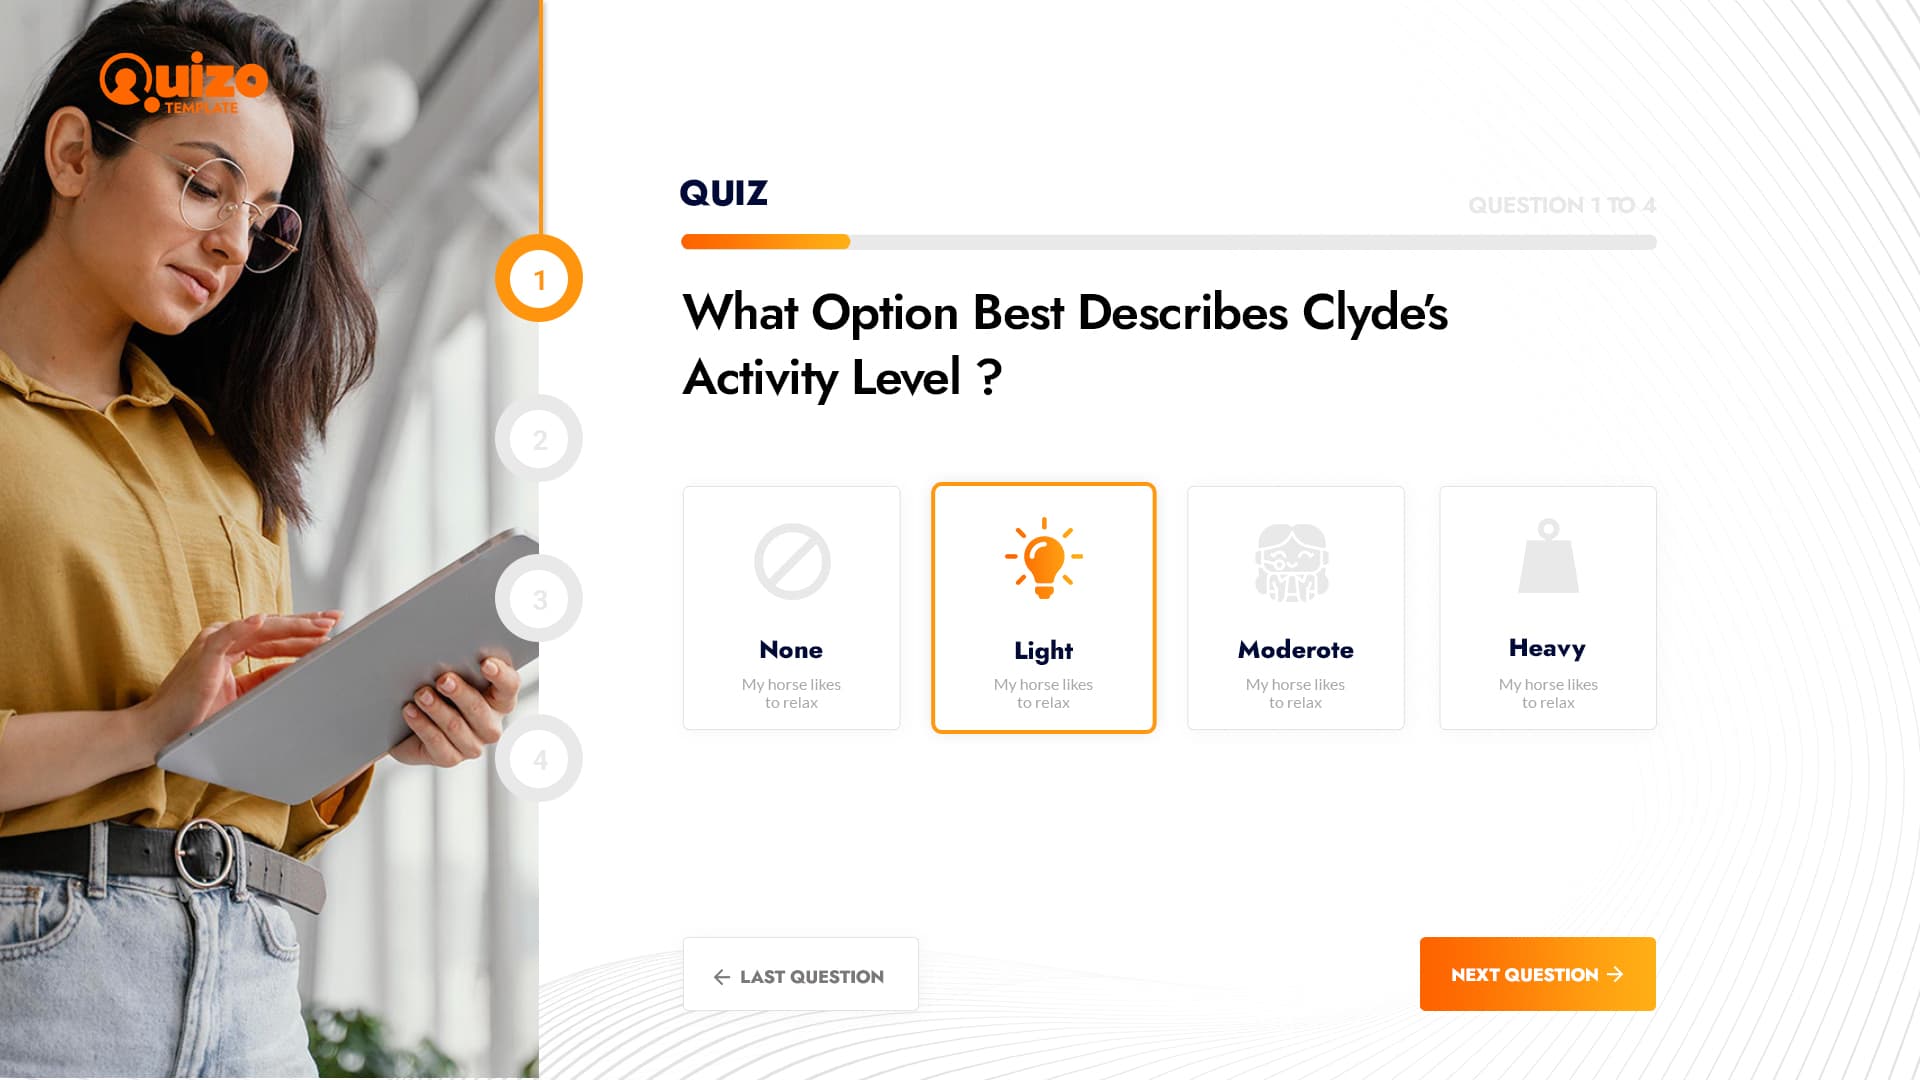 Quizo
TEMPLATE
QUIZ
QUESTION 1 TO 4
1
What Option Best Describes Clyde's
Activity Level ?
2
3
4
None
My horse likes
to relax
Light
My horse likes
to relax
Moderote
My horse likes
to relax
Heavy
My horse likes
to relax
← LAST QUESTION
NEXT QUESTION →